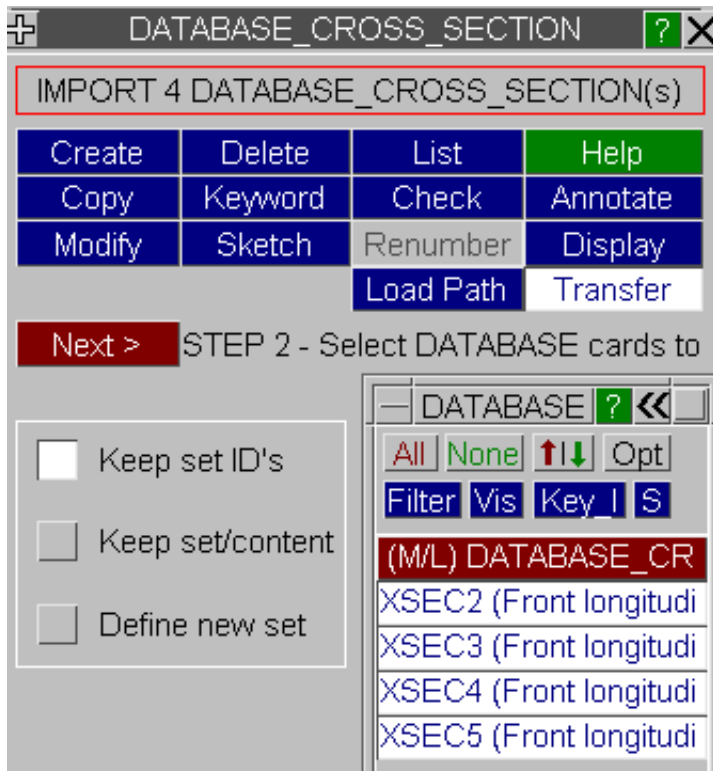 DATABASE_CROSS_SECTION ? X
IMPORT 4 DATABASE_CROSS_SECTION(s)
Create Delete List Help
Copy Keyword Check Annotate
Modify Sketch Renumber Display
Load Path Transfer
Next > STEP 2 - Select DATABASE cards to
DATABASE ?
All None Opt
Keep set ID's
Filter Vis Key_I S
Keep set/content
(M/L) DATABASE_CR
XSEC2 (Front longitudi
Define new set
XSEC3 (Front longitudi
XSEC4 (Front longitudi
XSEC5 (Front longitudi